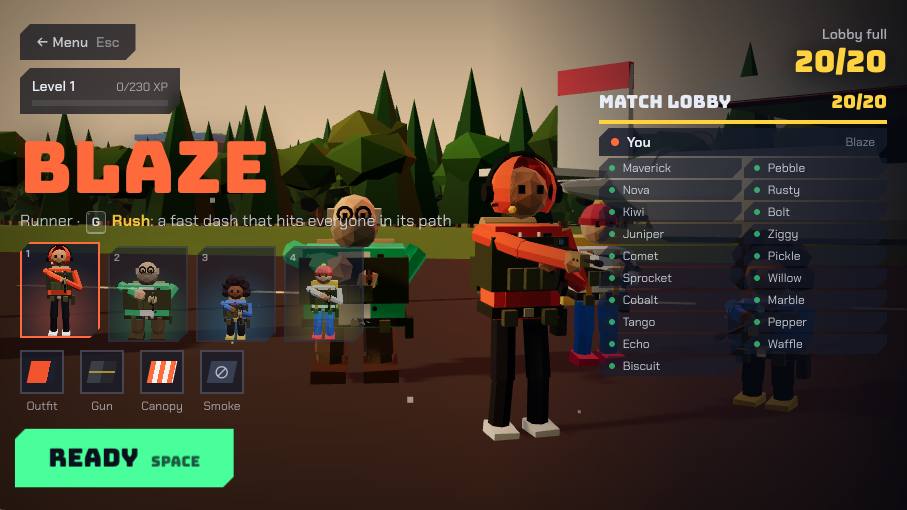 ← Menu Esc
Level 1 0/230 XP
BLAZE
Runner · G Rush: a fast dash that hits everyone in its path
1
2
3
4
Outfit
Gun
Canopy
Smoke
READY SPACE
Lobby full
20/20
MATCH LOBBY 20/20
You Blaze
Maverick Pebble
Nova Rusty
Kiwi Bolt
Juniper Ziggy
Comet Pickle
Sprocket Willow
Cobalt Marble
Tango Pepper
Echo Waffle
Biscuit